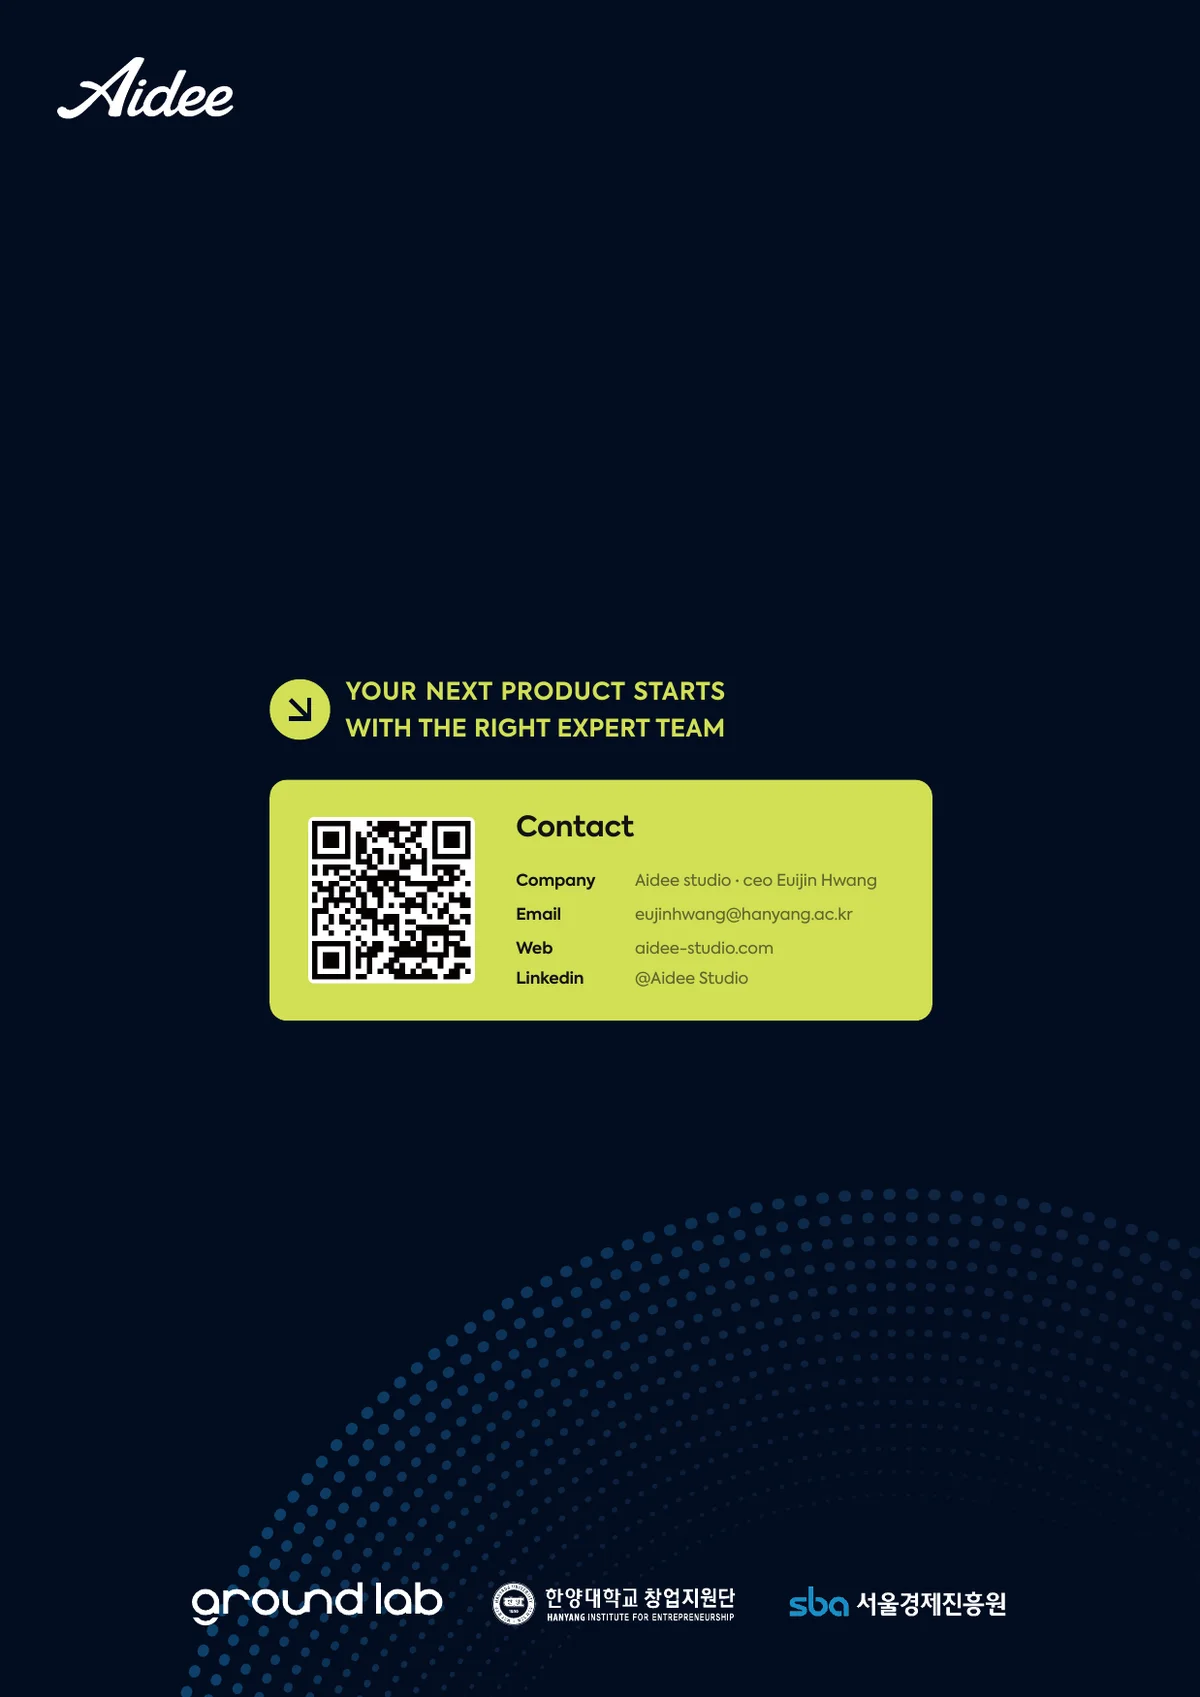 Aidee
YOUR NEXT PRODUCT STARTS
WITH THE RIGHT EXPERT TEAM
Contact
Company Aidee studio · ceo Euijin Hwang
Email eujinhwang@hanyang.ac.kr
Web aidee-studio.com
Linkedin @Aidee Studio
ground lab
한양대학교 창업지원단
HANYANG INSTITUTE FOR ENTREPRENEURSHIP
sba 서울경제진흥원